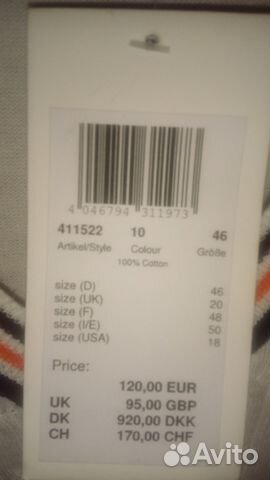 4 046794 311973
411522 10 46
Artikel/Style Colour Größe
100% Cotton
size (D) 46
size (UK) 20
size (F) 48
size (I/E) 50
size (USA) 18
Price:
120,00 EUR
UK 95,00 GBP
DK 920,00 DKK
CH 170,00 CHF
Avito